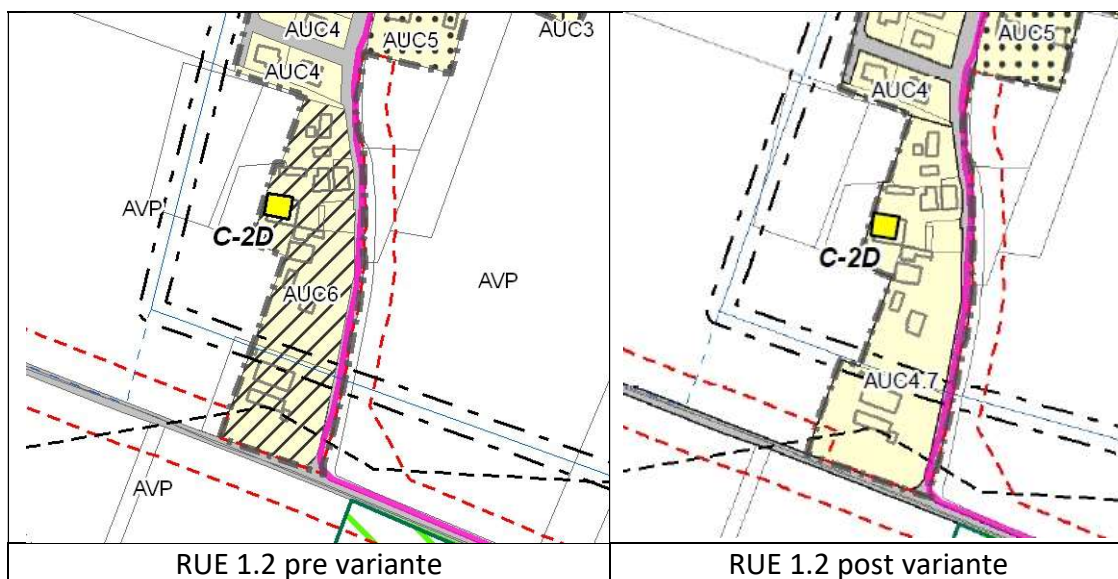 AUC4
AUC5
AUC3
AUC4
AVP
C-2D
AVP
AUC6
AVP
RUE 1.2 pre variante
AUC5
AUC4
C-2D
AUC4.7
RUE 1.2 post variante